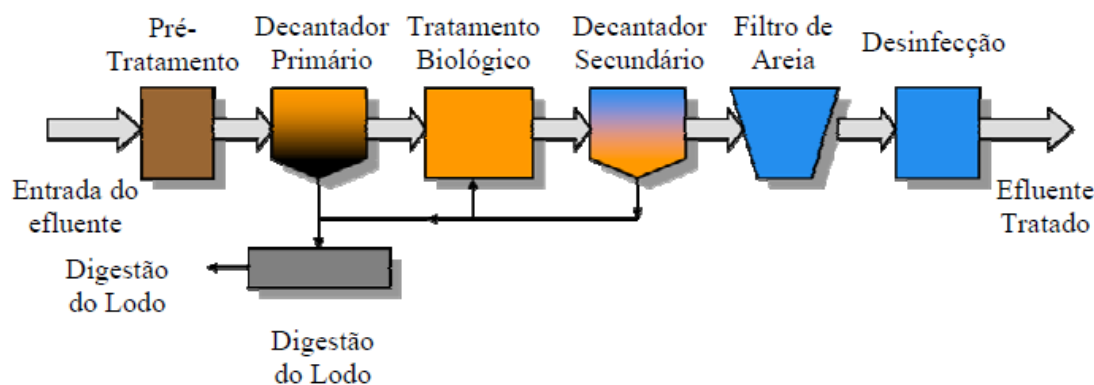 Pré-
Tratamento
Decantador
Primário
Tratamento
Biológico
Decantador
Secundário
Filtro de
Areia
Desinfecção
Entrada do
efluente
Efluente
Tratado
Digestão
do Lodo
Digestão
do Lodo